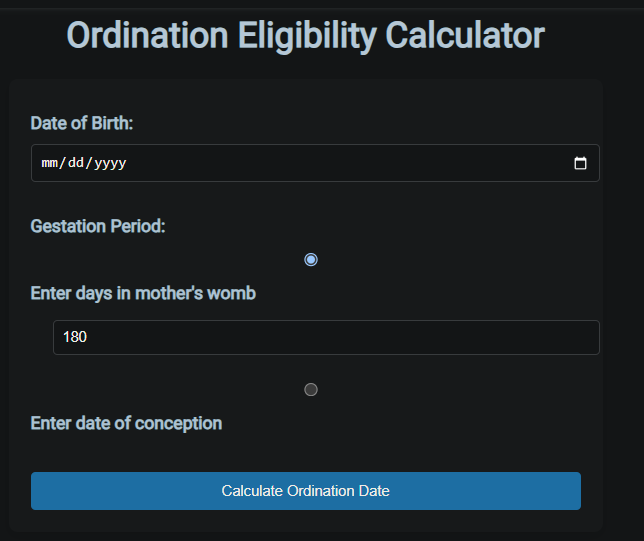 Ordination Eligibility Calculator
Date of Birth:
mm/dd/yyyy
Gestation Period:
Enter days in mother's womb
180
Enter date of conception
Calculate Ordination Date